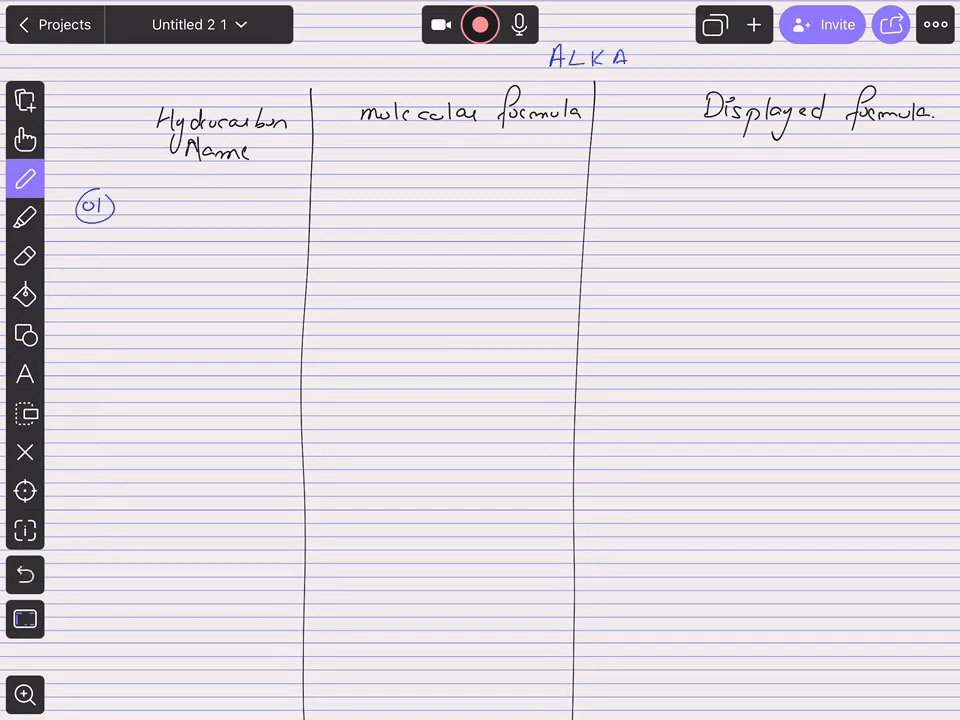 Projects
Untitled 2 1
Invite
ALKA
Hydrocarbon
Name
molecular formula
Displayed formula.
01